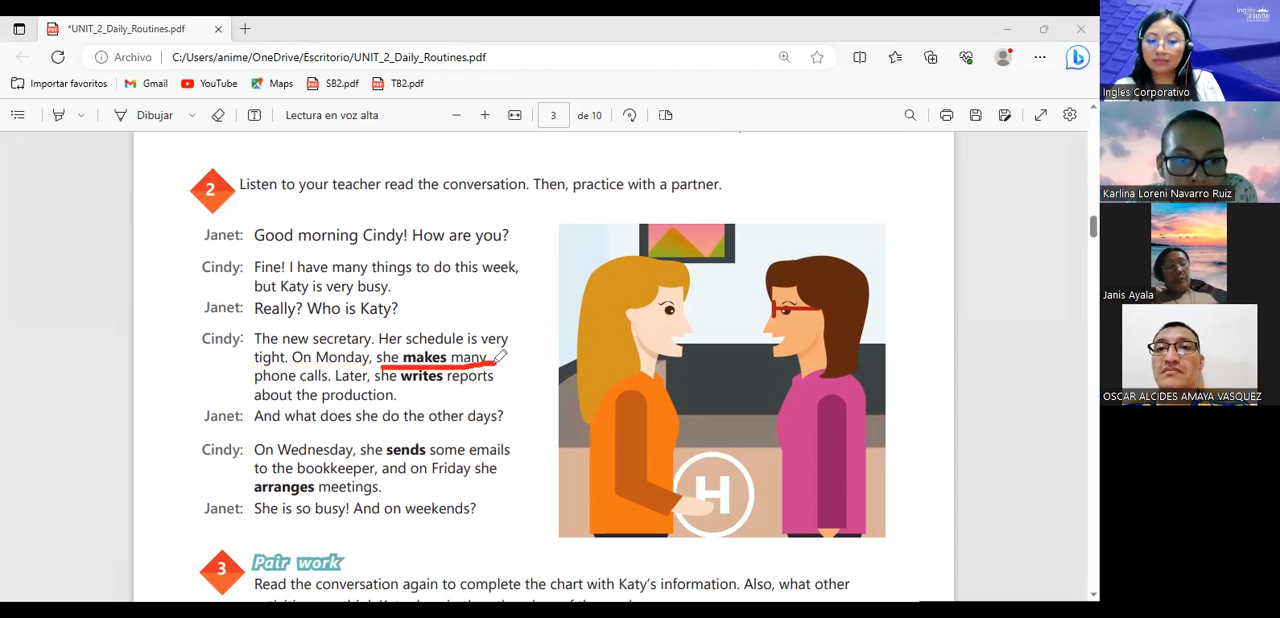 *UNIT_2_Daily_Routines.pdf
Archivo C:/Users/anime/OneDrive/Escritorio/UNIT_2_Daily_Routines.pdf
Importar favoritos Gmail YouTube Maps SB2.pdf TB2.pdf
Dibujar Lectura en voz alta 3 de 10
2 Listen to your teacher read the conversation. Then, practice with a partner.
Janet: Good morning Cindy! How are you?
Cindy: Fine! I have many things to do this week,
but Katy is very busy.
Janet: Really? Who is Katy?
Cindy: The new secretary. Her schedule is very
tight. On Monday, she makes many
phone calls. Later, she writes reports
about the production.
Janet: And what does she do the other days?
Cindy: On Wednesday, she sends some emails
to the bookkeeper, and on Friday she
arranges meetings.
Janet: She is so busy! And on weekends?
H
3 Pair work
Read the conversation again to complete the chart with Katy's information. Also, what other
Ingles Corporativo
Karlina Loreni Navarro Ruiz
Janis Ayala
OSCAR ALCIDES AMAYA VASQUEZ